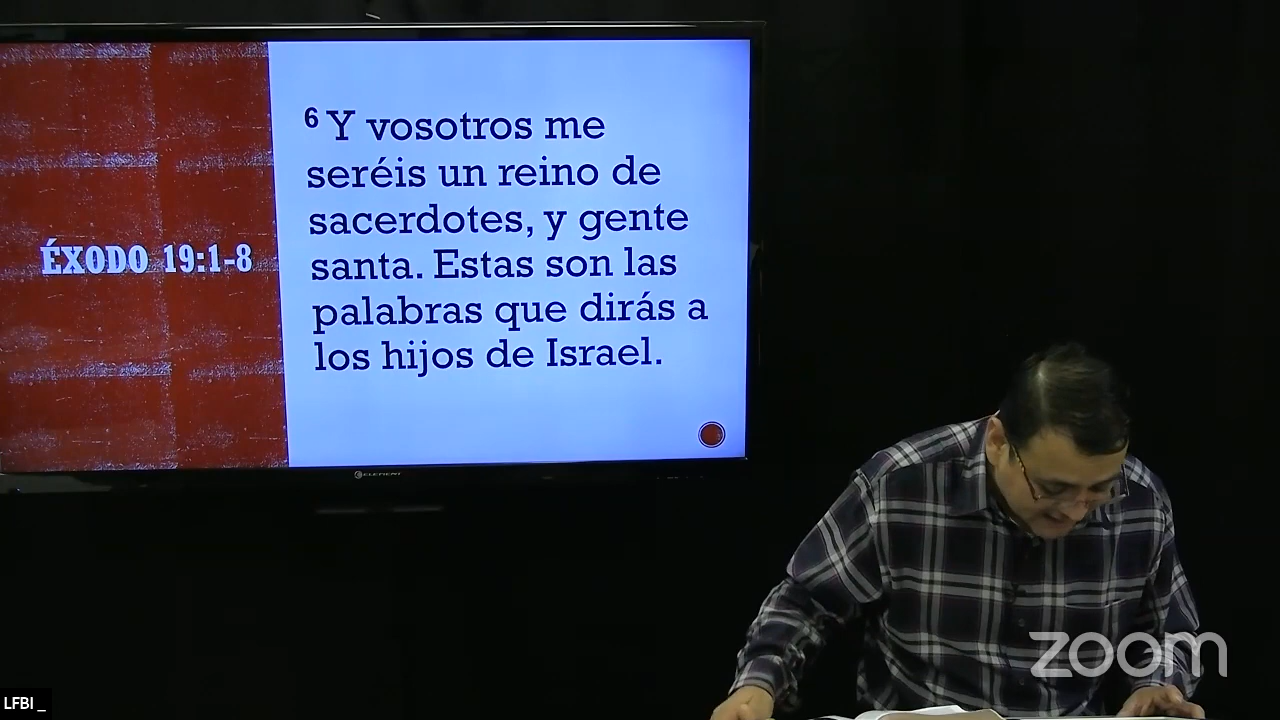 ÉXODO 19:1-8
6 Y vosotros me
seréis un reino de
sacerdotes, y gente
santa. Estas son las
palabras que dirás a
los hijos de Israel.
ELEMENT
zoom
LFBI _